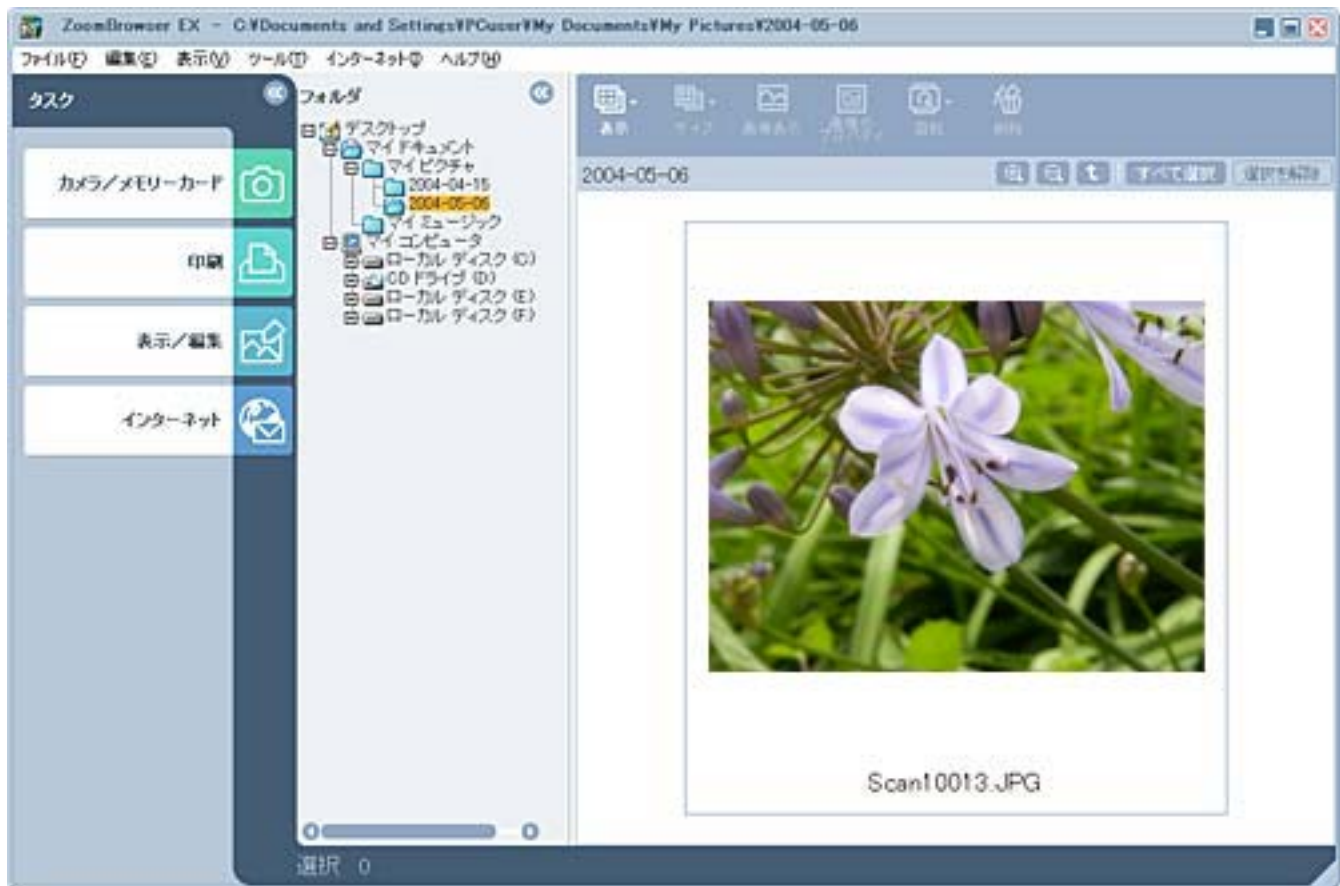 ZoomBrowser EX - C:¥Documents and Settings¥PCuser¥My Documents¥My Pictures¥2004-05-06
ファイル(F) 編集(E) 表示(V) ツール(T) インターネット(I) ヘルプ(H)
タスク
カメラ/メモリーカード
印刷
表示/編集
インターネット
フォルダ
デスクトップ
マイ ドキュメント
マイ ピクチャ
2004-04-15
2004-05-06
マイ ミュージック
マイ コンピュータ
ローカル ディスク (C)
CD ドライブ (D)
ローカル ディスク (E)
ローカル ディスク (F)
表示
サイズ
画像表示
回転
削除
2004-05-06
すべて選択
選択を解除
Scan10013.JPG
選択 0